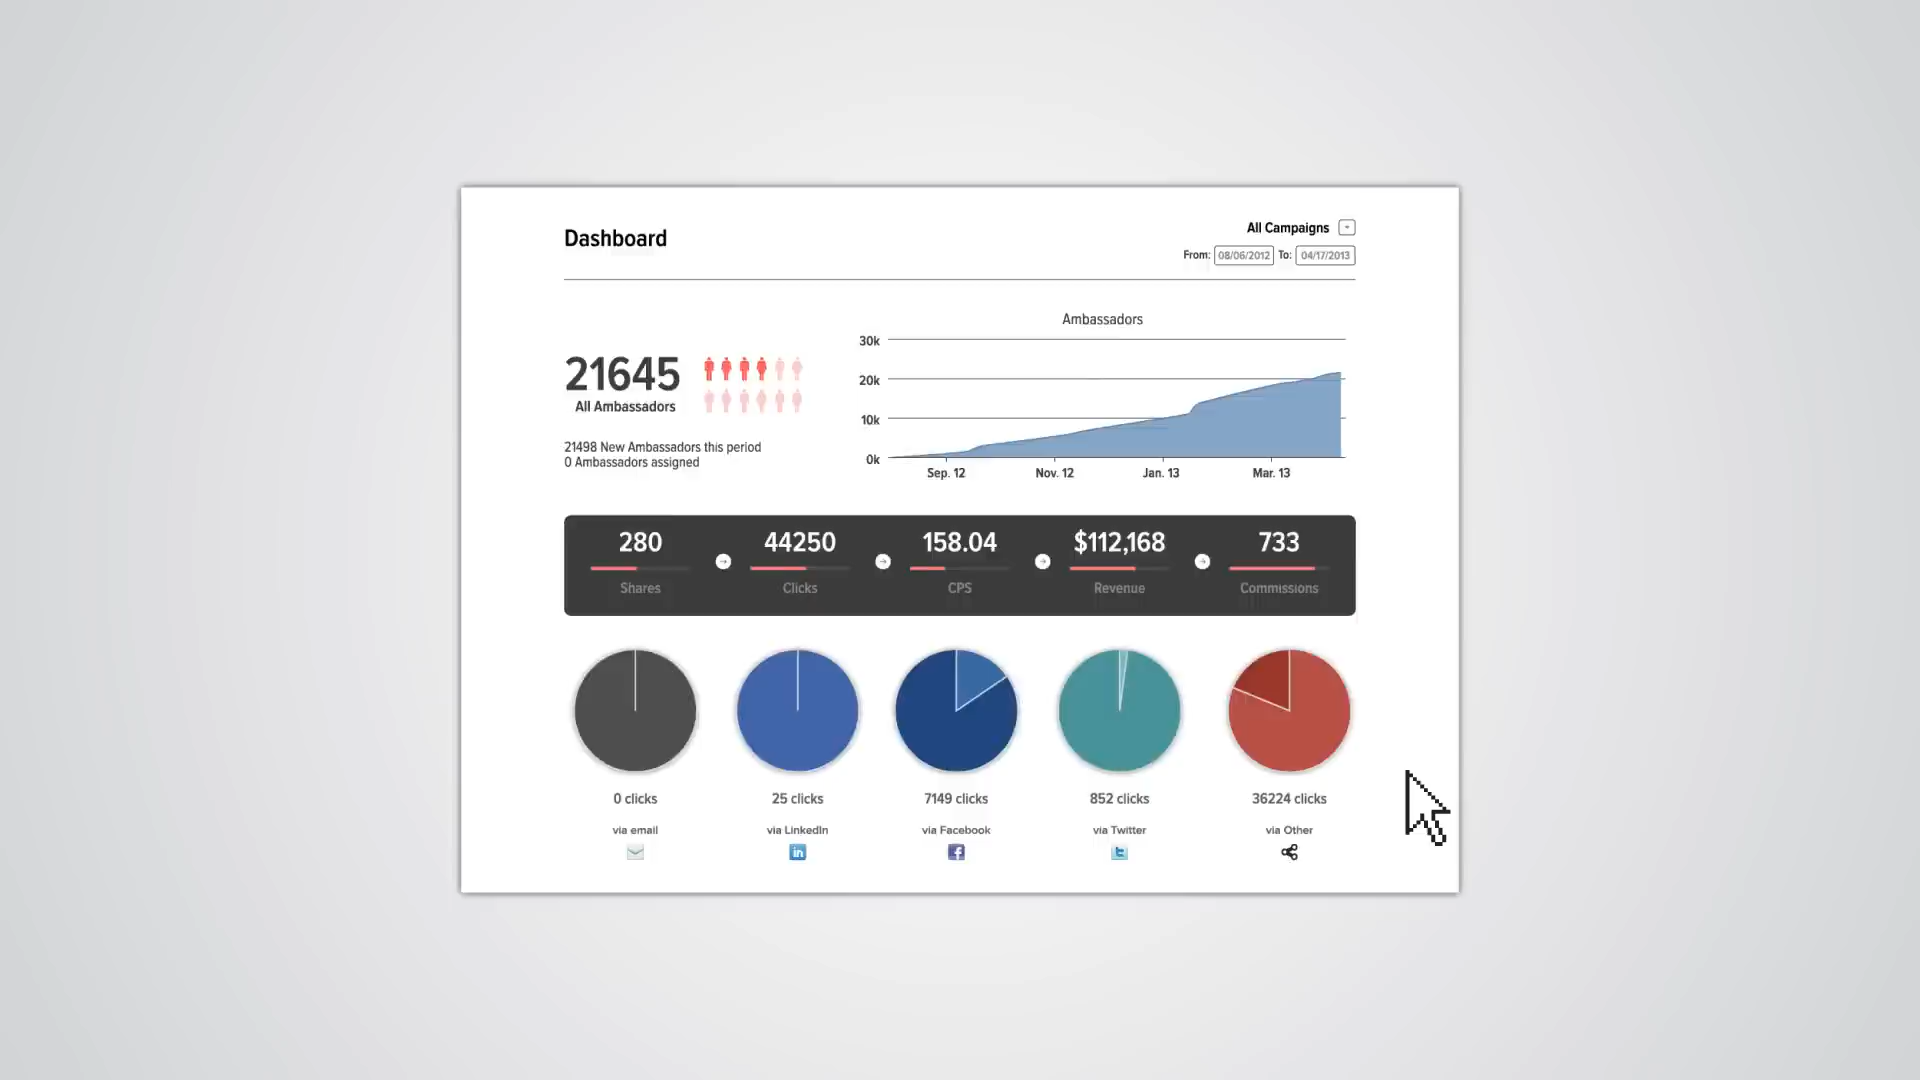 Dashboard
All Campaigns
From: 08/06/2012 To: 04/17/2013
21645
All Ambassadors
21498 New Ambassadors this period
0 Ambassadors assigned
Ambassadors
30k
20k
10k
0k
Sep. 12 Nov. 12 Jan. 13 Mar. 13
280 44250 158.04 $112,168 733
Shares Clicks CPS Revenue Commissions
0 clicks 25 clicks 7149 clicks 852 clicks 36224 clicks
via email via LinkedIn via Facebook via Twitter via Other
in f t